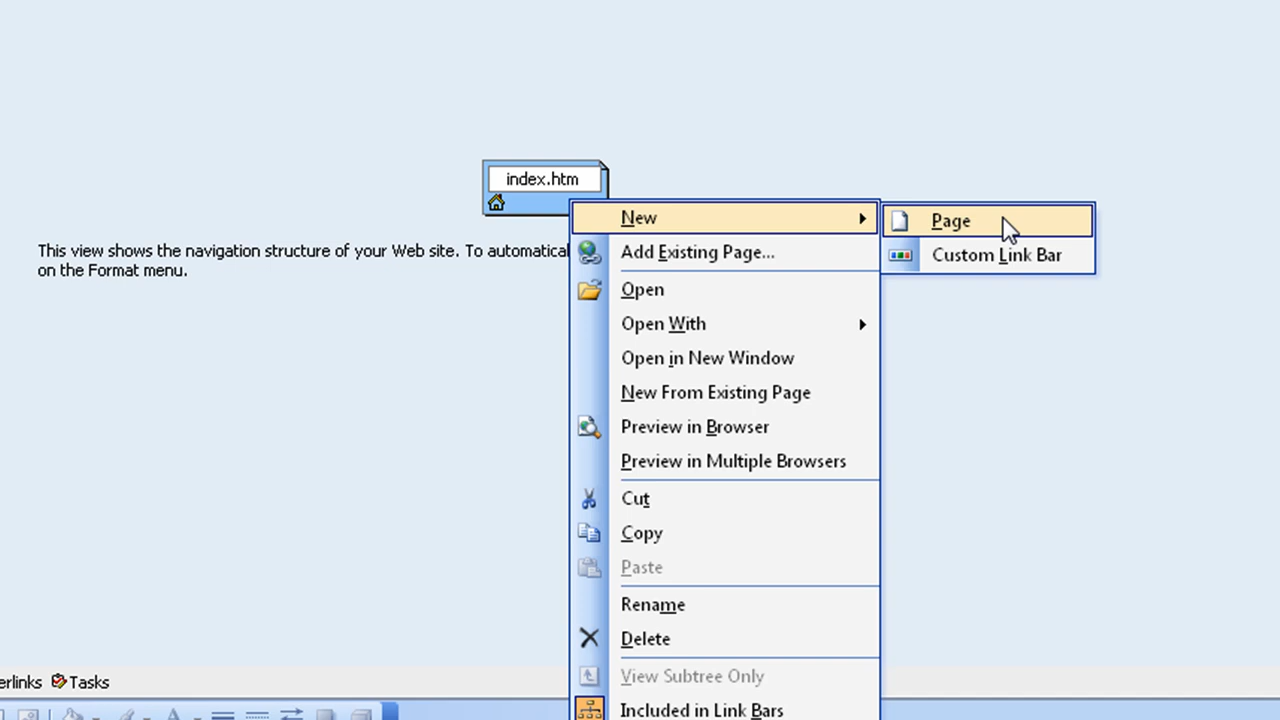 index.htm
This view shows the navigation structure of your Web site. To automatical
on the Format menu.
New
Add Existing Page...
Open
Open With
Open in New Window
New From Existing Page
Preview in Browser
Preview in Multiple Browsers
Cut
Copy
Paste
Rename
Delete
View Subtree Only
Included in Link Bars
Page
Custom Link Bar
erlinks Tasks